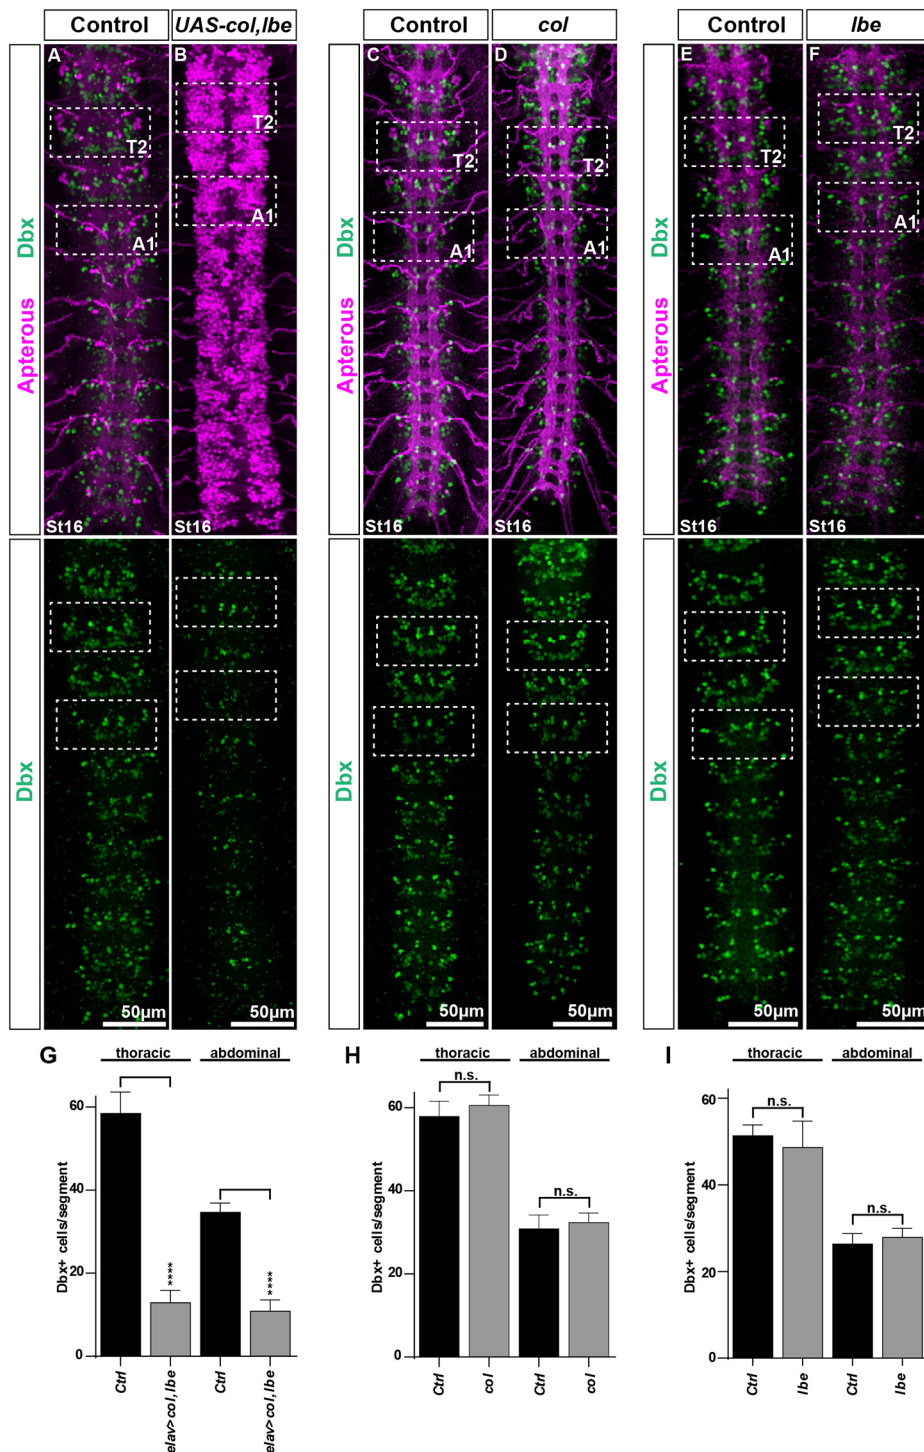 Control
UAS-col,lbe
Control
col
Control
lbe
Apterous Dbx
A
B
T2
T2
A1
A1
St16
St16
Apterous Dbx
C
D
T2
T2
A1
A1
St16
St16
Apterous Dbx
E
F
T2
T2
A1
A1
St16
St16
Dbx
50µm
50µm
Dbx
50µm
50µm
Dbx
50µm
50µm
G
thoracic
abdominal
Dbx+ cells/segment
60
40
20
0
****
****
Ctrl
elav>col,lbe
Ctrl
elav>col,lbe
H
thoracic
abdominal
n.s.
n.s.
Dbx+ cells/segment
60
40
20
0
Ctrl
col
Ctrl
col
I
thoracic
abdominal
n.s.
n.s.
Dbx+ cells/segment
60
40
20
0
Ctrl
lbe
Ctrl
lbe